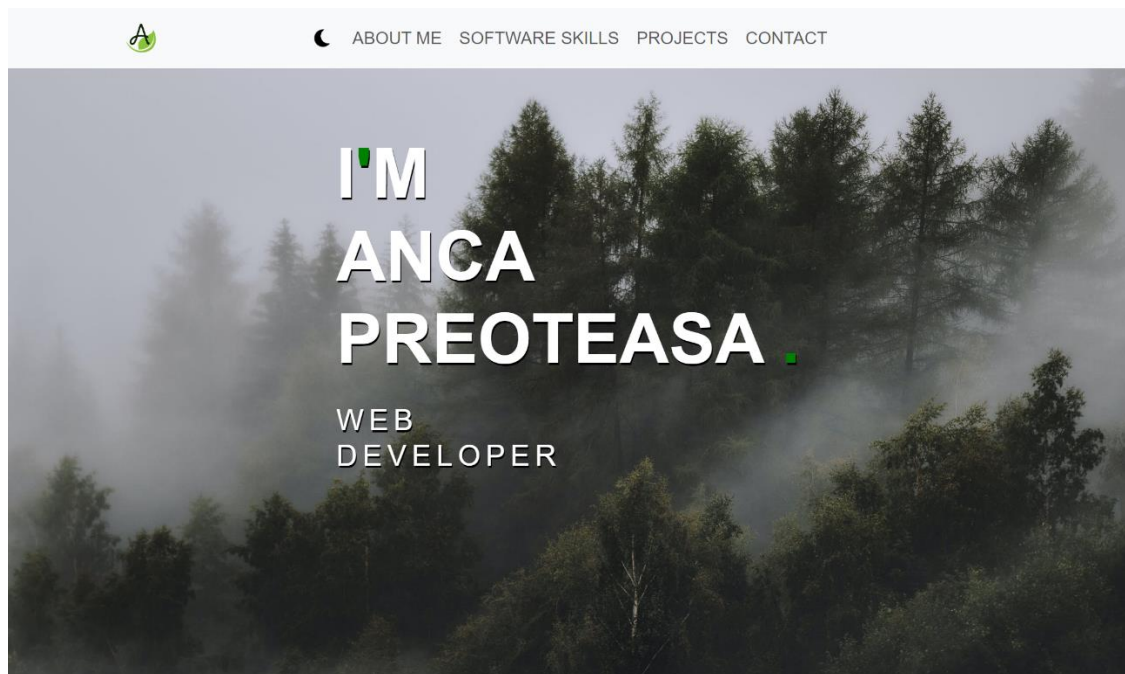 A
ABOUT ME SOFTWARE SKILLS PROJECTS CONTACT
I'M
ANCA
PREOTEASA .
WEB
DEVELOPER